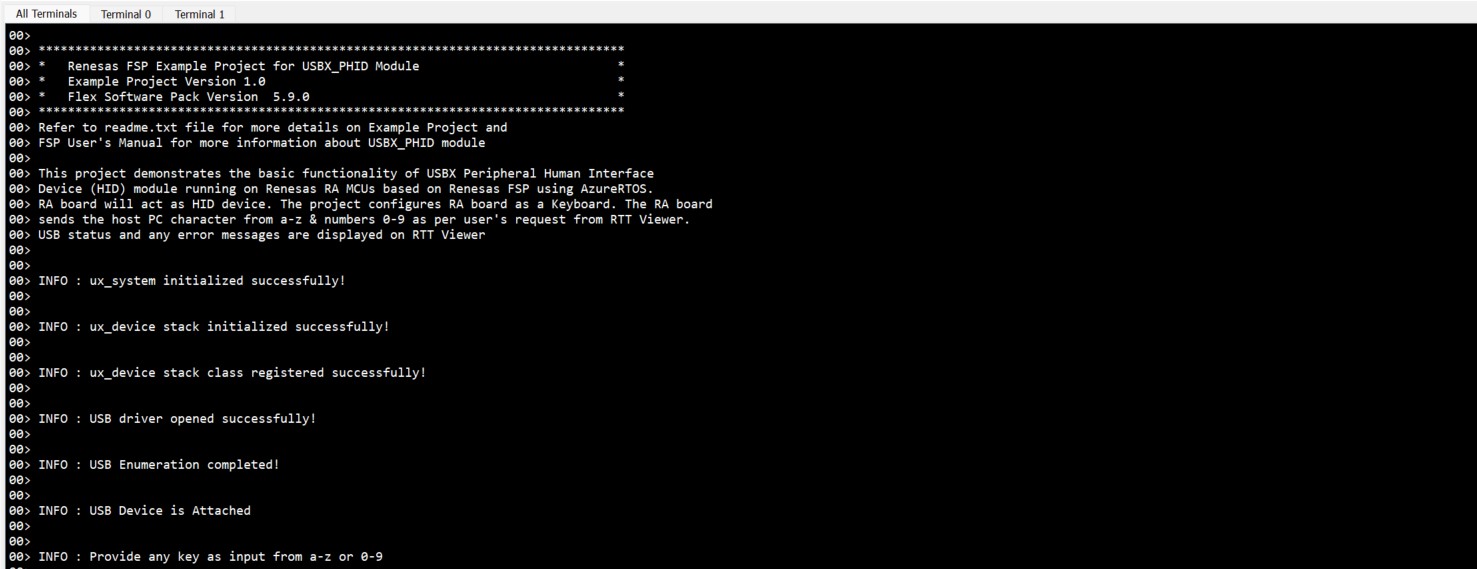 All Terminals Terminal 0 Terminal 1
00>
00> ********************************************************************************
00> *   Renesas FSP Example Project for USBX_PHID Module                           *
00> *   Example Project Version 1.0                                                *
00> *   Flex Software Pack Version  5.9.0                                          *
00> ********************************************************************************
00> Refer to readme.txt file for more details on Example Project and
00> FSP User's Manual for more information about USBX_PHID module
00>
00> This project demonstrates the basic functionality of USBX Peripheral Human Interface
00> Device (HID) module running on Renesas RA MCUs based on Renesas FSP using AzureRTOS.
00> RA board will act as HID device. The project configures RA board as a Keyboard. The RA board
00> sends the host PC character from a-z & numbers 0-9 as per user's request from RTT Viewer.
00> USB status and any error messages are displayed on RTT Viewer
00>
00>
00> INFO : ux_system initialized successfully!
00>
00>
00> INFO : ux_device stack initialized successfully!
00>
00>
00> INFO : ux_device stack class registered successfully!
00>
00>
00> INFO : USB driver opened successfully!
00>
00>
00> INFO : USB Enumeration completed!
00>
00>
00> INFO : USB Device is Attached
00>
00>
00> INFO : Provide any key as input from a-z or 0-9